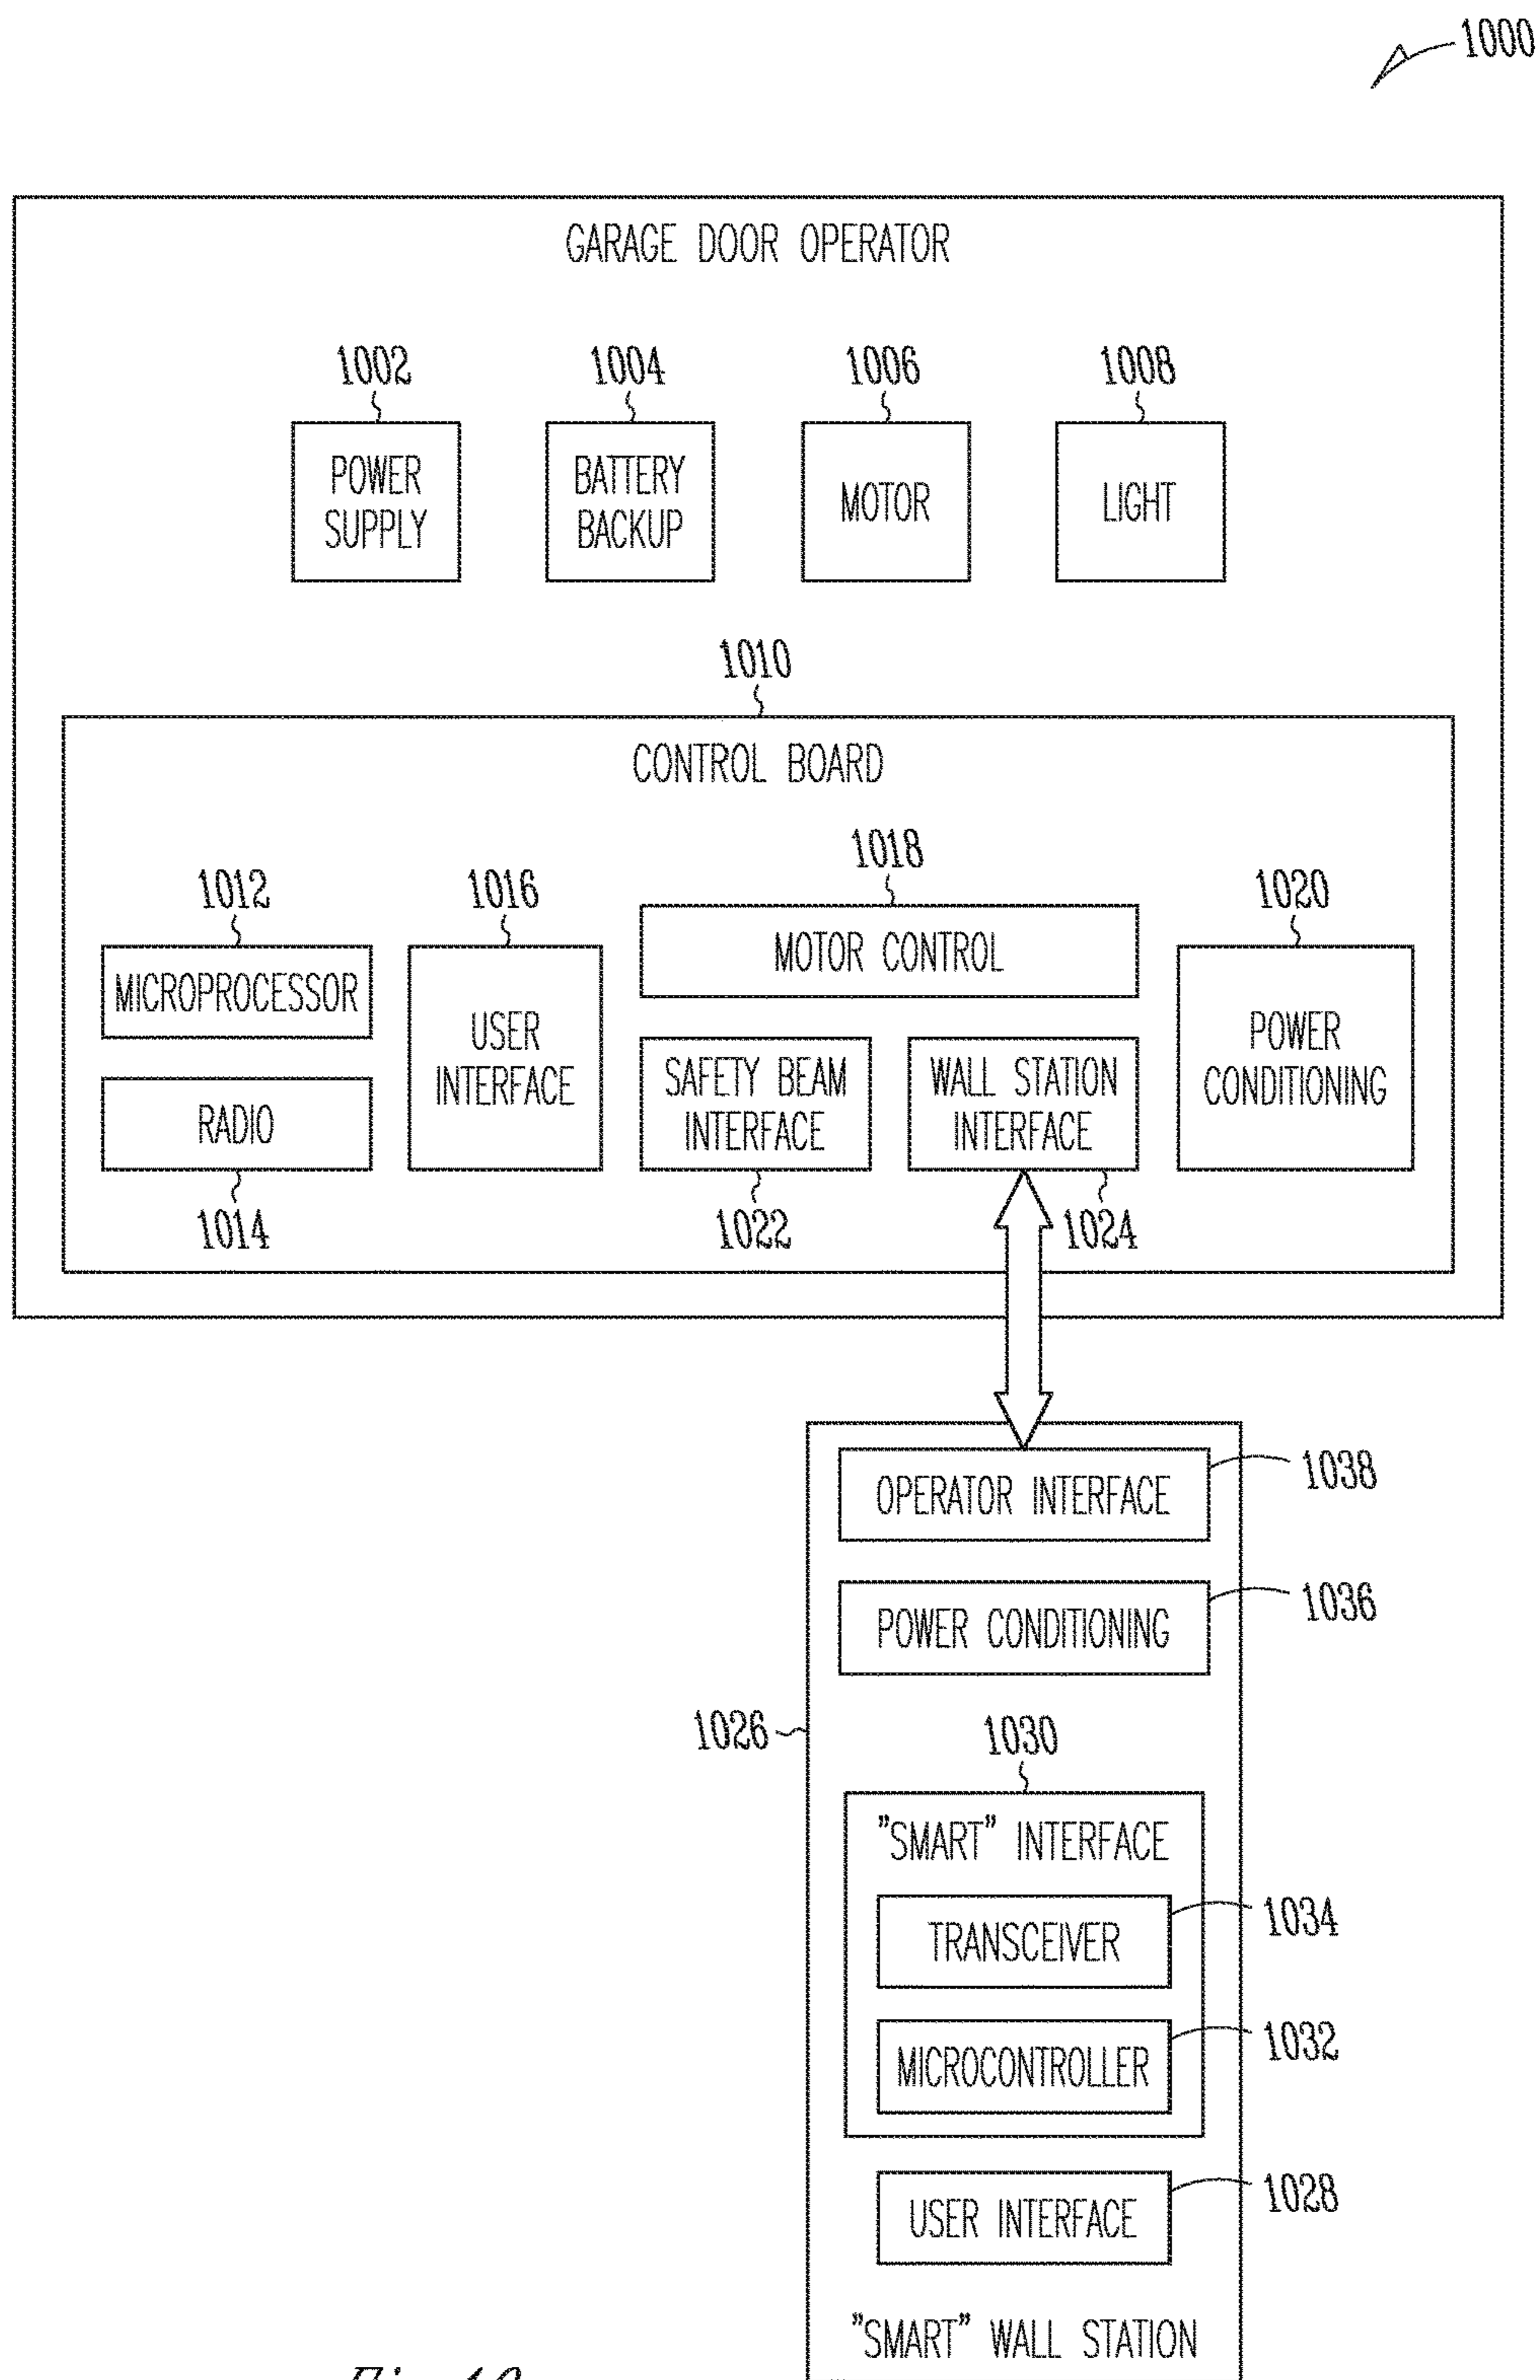 1000
GARAGE DOOR OPERATOR
1002
1004
1006
1008
POWER
SUPPLY
BATTERY
BACKUP
MOTOR
LIGHT
1010
CONTROL BOARD
1012
1016
1018
1020
MICROPROCESSOR
USER
INTERFACE
MOTOR CONTROL
POWER
CONDITIONING
RADIO
SAFETY BEAM
INTERFACE
WALL STATION
INTERFACE
1014
1022
1024
OPERATOR INTERFACE
1038
POWER CONDITIONING
1036
1026
1030
"SMART" INTERFACE
TRANSCEIVER
1034
MICROCONTROLLER
1032
USER INTERFACE
1028
"SMART" WALL STATION